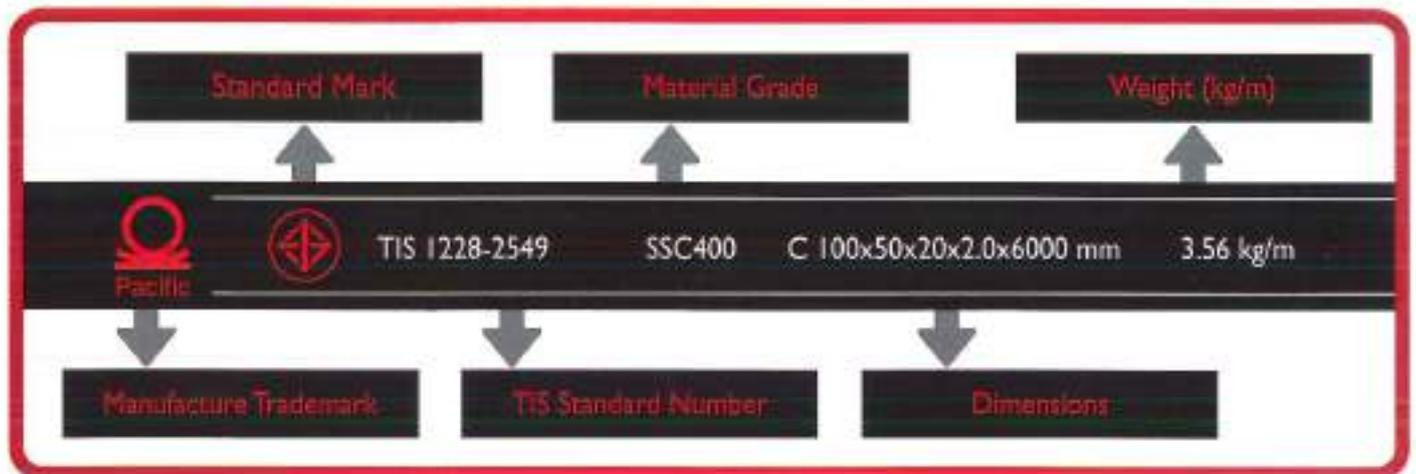 Standard Mark
Material Grade
Weight (kg/m)
Pacific
TIS 1228-2549
SSC400
C 100x50x20x2.0x6000 mm
3.56 kg/m
Manufacture Trademark
TIS Standard Number
Dimensions